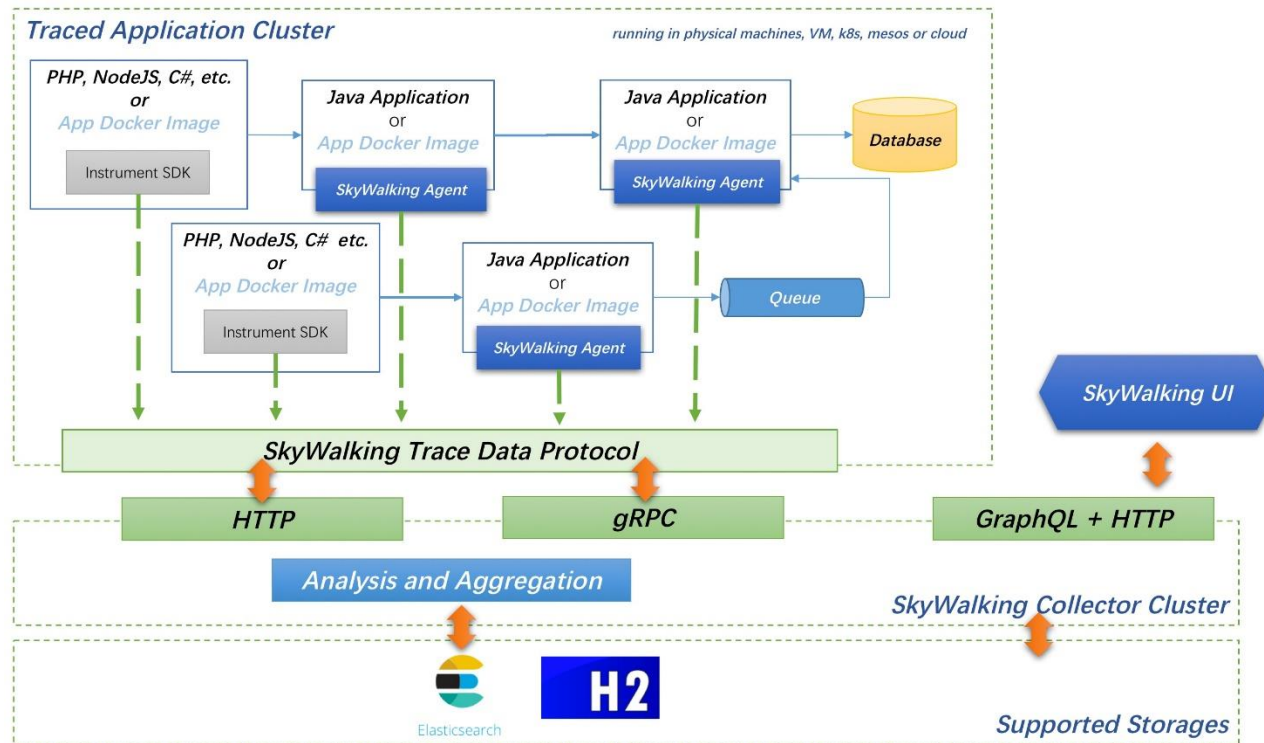 Traced Application Cluster
running in physical machines, VM, k8s, mesos or cloud
PHP, NodeJS, C#, etc.
or
App Docker Image
Instrument SDK
Java Application
or
App Docker Image
SkyWalking Agent
Java Application
or
App Docker Image
SkyWalking Agent
Database
PHP, NodeJS, C# etc.
or
App Docker Image
Instrument SDK
Java Application
or
App Docker Image
SkyWalking Agent
Queue
SkyWalking UI
SkyWalking Trace Data Protocol
HTTP
gRPC
GraphQL + HTTP
Analysis and Aggregation
SkyWalking Collector Cluster
Elasticsearch
H2
Supported Storages